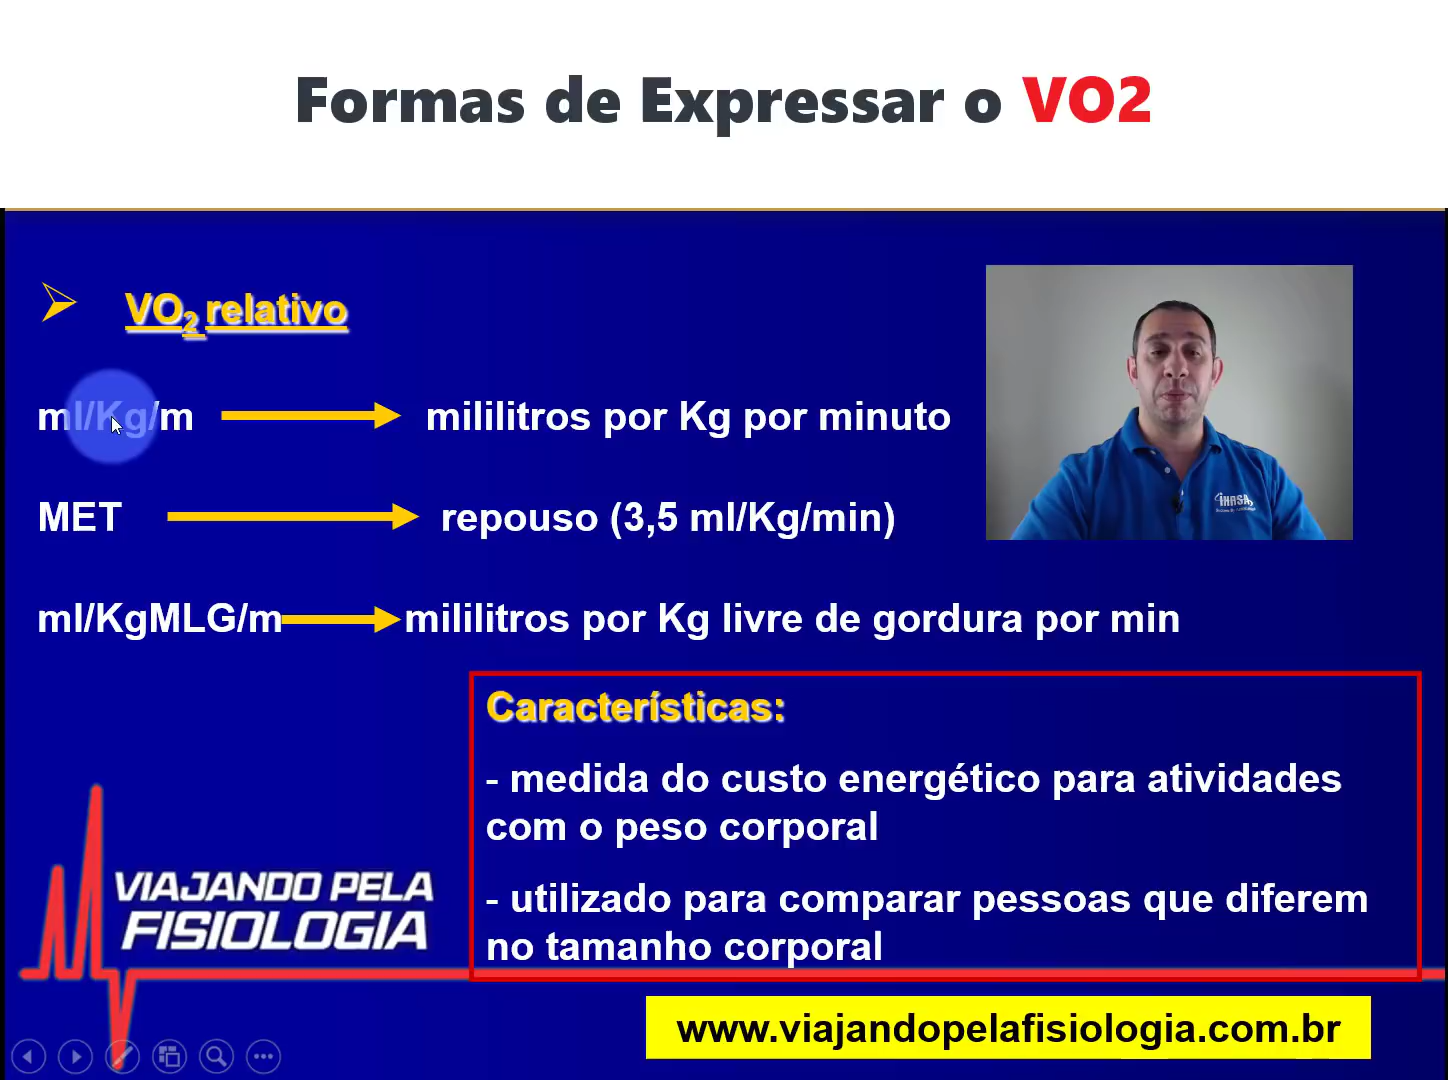 Formas de Expressar o VO2
VO2 relativo
ml/Kg/m mililitros por Kg por minuto
MET repouso (3,5 ml/Kg/min)
ml/KgMLG/m mililitros por Kg livre de gordura por min
Características:
- medida do custo energético para atividades
com o peso corporal
- utilizado para comparar pessoas que diferem
no tamanho corporal
VIAJANDO PELA
FISIOLOGIA
www.viajandopelafisiologia.com.br